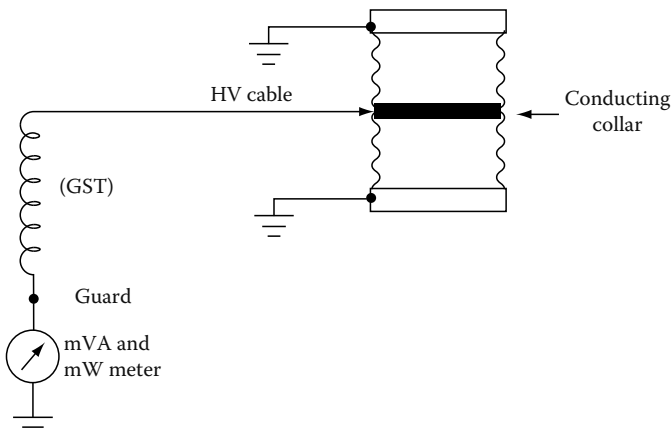 HV cable
Conducting
collar
(GST)
Guard
mVA and
mW meter